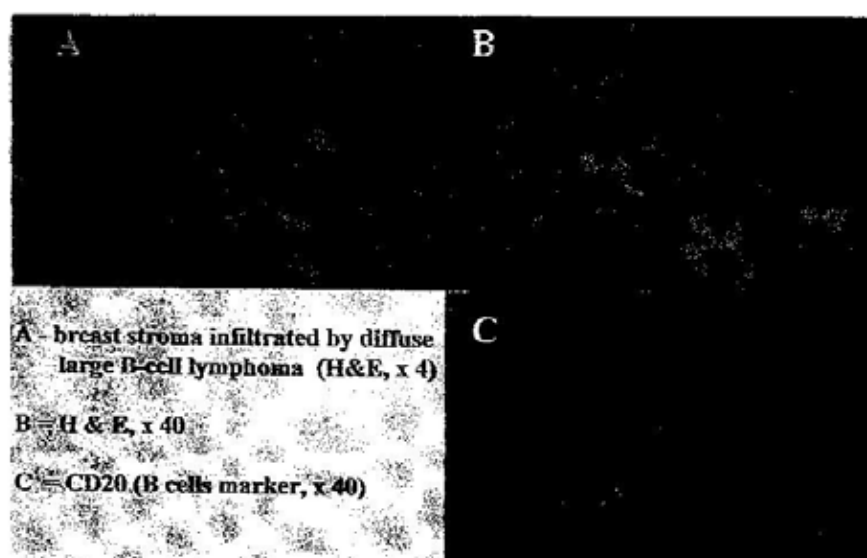 A
B
A - breast stroma infiltrated by diffuse
large B-cell lymphoma (H&E, x 4)
B = H & E, x 40
C = CD20 (B cells marker, x 40)
C